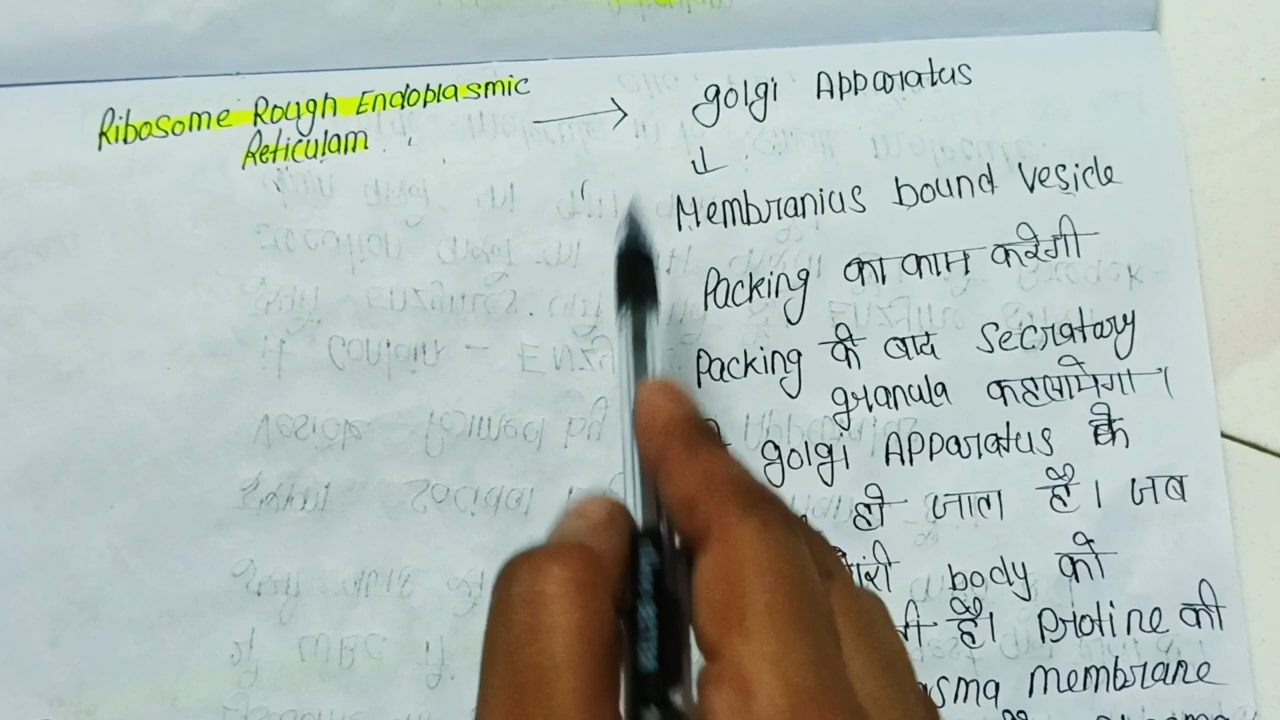 Ribosome Rough Endoplasmic
Reticulam
→ golgi Apparatus
↓
Membranius bound vesicle
Packing का काम करेगी
Packing के बाद secratary
granula कहलायेगा।
golgi Apparatus के
हो जाता है। जब
body को
है। Protine की
membrane